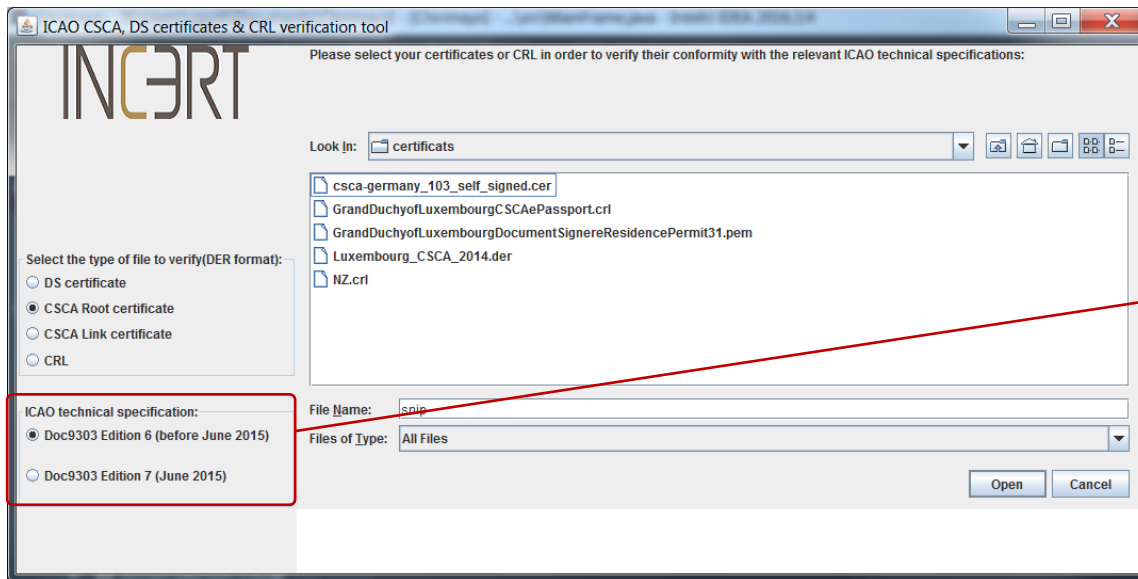 ICAO CSCA, DS certificates & CRL verification tool
INCERT
Please select your certificates or CRL in order to verify their conformity with the relevant ICAO technical specifications:
Look In:
certificats
csca-germany_103_self_signed.cer
GrandDuchyofLuxembourgCSCAePassport.crl
GrandDuchyofLuxembourgDocumentSignereResidencePermit31.pem
Luxembourg_CSCA_2014.der
NZ.crl
Select the type of file to verify(DER format):
DS certificate
CSCA Root certificate
CSCA Link certificate
CRL
ICAO technical specification:
Doc9303 Edition 6 (before June 2015)
Doc9303 Edition 7 (June 2015)
File Name:
snip
Files of Type:
All Files
Open
Cancel